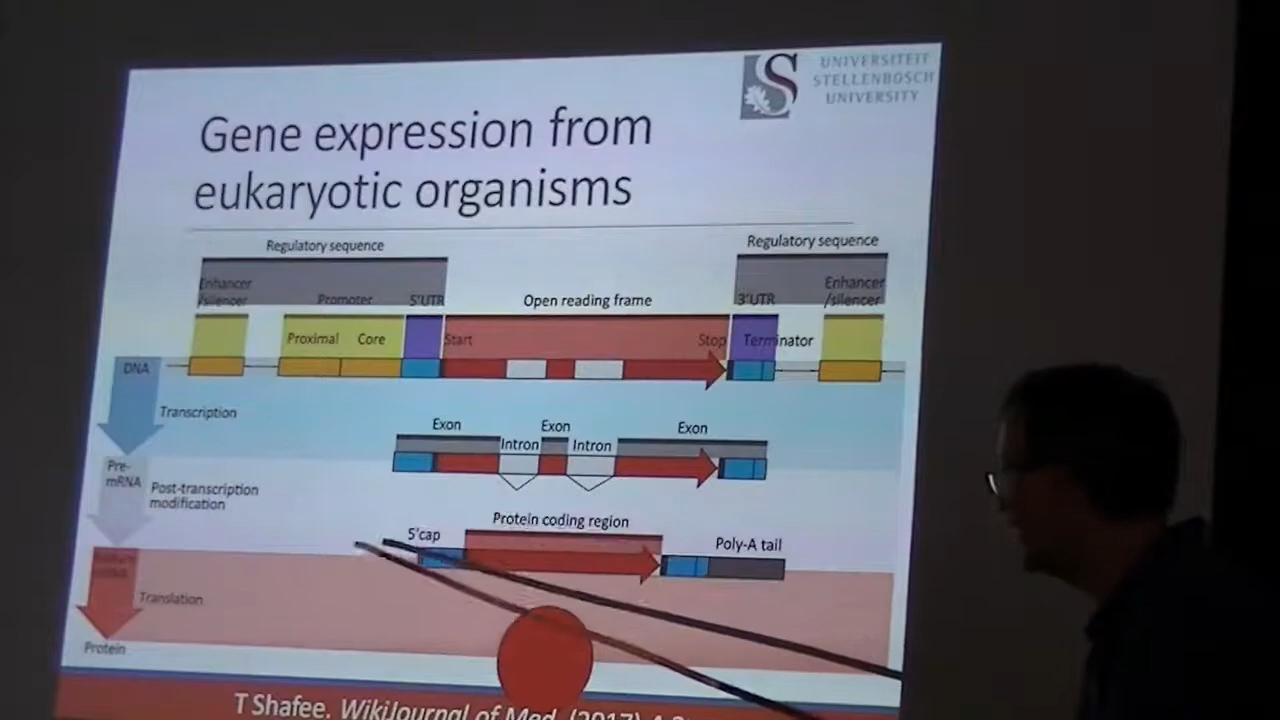 UNIVERSITEIT
STELLENBOSCH
UNIVERSITY
Gene expression from
eukaryotic organisms
Regulatory sequence
Regulatory sequence
Enhancer
/silencer
Promoter
5'UTR
Open reading frame
3'UTR
Enhancer
/silencer
Proximal
Core
Start
Stop
Terminator
DNA
Transcription
Exon
Exon
Exon
Intron
Intron
Pre-
mRNA
Post-transcription
modification
Protein coding region
5'cap
Poly-A tail
Translation
Protein
T Shafee. WikiJournal of Med. (2017)